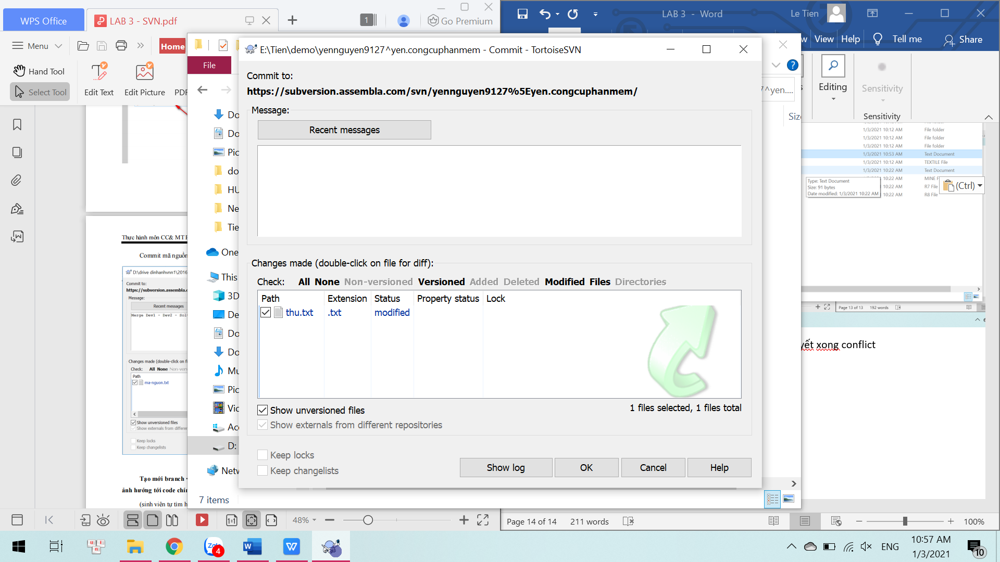 WPS Office
LAB 3 - SVN.pdf
1
Go Premium
LAB 3 - Word
Le Tien
Menu
Home
Hand Tool
Select Tool
Edit Text
Edit Picture
PDF
File
View
Help
Tell me
Share
Editing
Sensitivity
Sensitivity
E:\Tien\demo\yennguyen9127^yen.congcuphanmem - Commit - TortoiseSVN
Commit to:
https://subversion.assembla.com/svn/yennguyen9127%5Eyen.congcuphanmem/
Message:
Recent messages
Changes made (double-click on file for diff):
Check: All None Non-versioned Versioned Added Deleted Modified Files Directories
Path Extension Status Property status Lock
thu.txt .txt modified
Show unversioned files
1 files selected, 1 files total
Show externals from different repositories
Keep locks
Keep changelists
Show log
OK
Cancel
Help
7^yen....
Do
Do
Pic
do
HU
Ne
Tie
One
This
3D
De
Do
Do
Mu
Pic
Vic
Ac
D:
Netw
7 items
Thực hành môn CC& MT
Commit mã nguồn
D:\drive dinhanhvnn1\2016
Commit to:
https://subversion.assembla.c
Message:
Recent messages
Merge Dev1 - Dev2 - Sol
Changes made (double-click on fi
Check: All None Non-ver
Path
ma-nguon.txt
Show unversioned files
Show externals from differer
Keep locks
Keep changelists
Tạo mới branch
ảnh hướng tới code chín
(sinh viên tự tìm h
1/3/2021 10:12 AM File folder
1/3/2021 10:12 AM File folder
1/3/2021 10:12 AM File folder
1/3/2021 10:53 AM Text Document
1/3/2021 10:12 AM TEXTILE File
1/3/2021 10:22 AM Text Document
10:22 AM MINE F
10:22 AM R7 File
10:22 AM R8 File
Type: Text Document
Size: 91 bytes
Date modified: 1/3/2021 10:22 AM
(Ctrl)
Page 13 of 13 192 words
yết xong conflict
48%
Page 14 of 14 211 words
100%
4
ENG
10:57 AM
1/3/2021
10